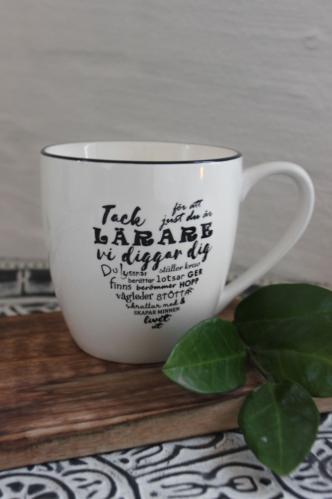 Tack för att
just du är
LÄRARE
vi diggar dig
Du lyssnar ställer krav
berättar lotsar GER
finns berömmer HOPP
vägleder STÖTTAR
skrattar med &
SKAPAR MINNEN
livet
ut